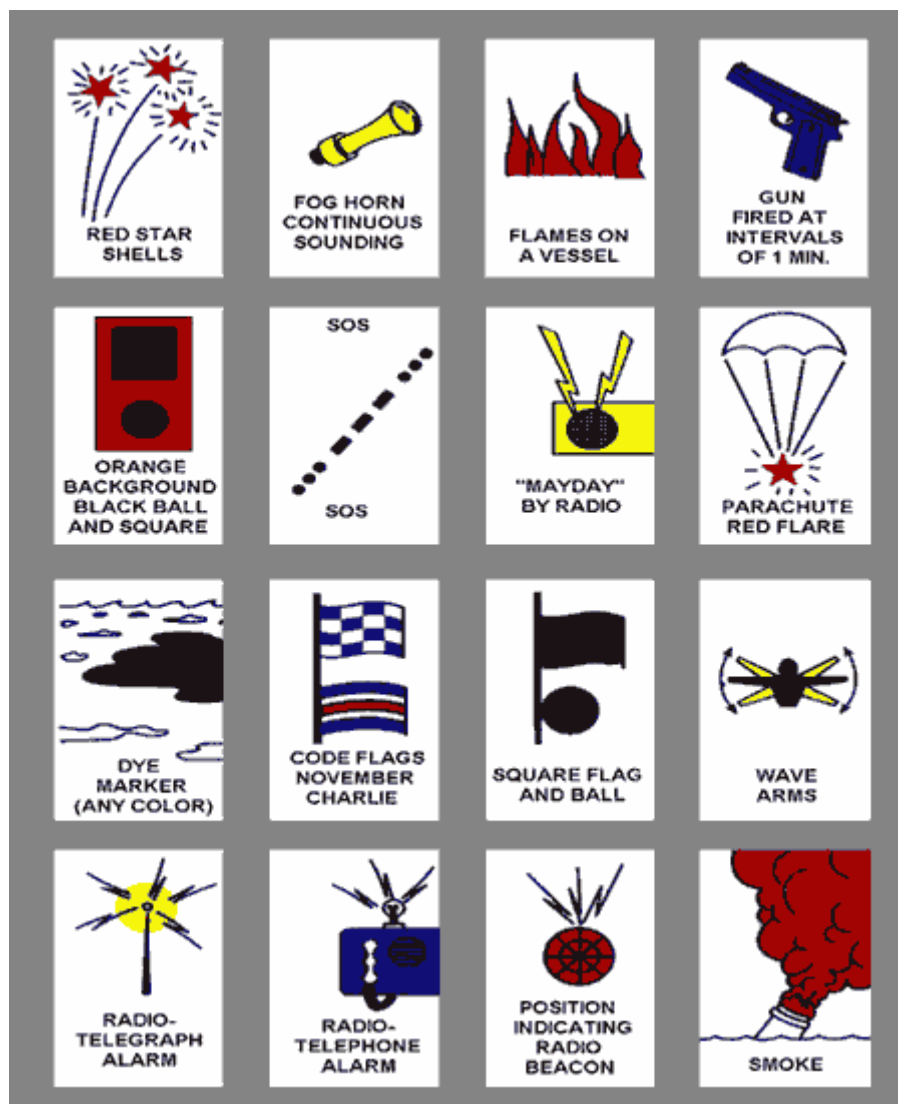 RED STAR
SHELLS
FOG HORN
CONTINUOUS
SOUNDING
FLAMES ON
A VESSEL
GUN
FIRED AT
INTERVALS
OF 1 MIN.
ORANGE
BACKGROUND
BLACK BALL
AND SQUARE
SOS
SOS
"MAYDAY"
BY RADIO
PARACHUTE
RED FLARE
DYE
MARKER
(ANY COLOR)
CODE FLAGS
NOVEMBER
CHARLIE
SQUARE FLAG
AND BALL
WAVE
ARMS
RADIO-
TELEGRAPH
ALARM
RADIO-
TELEPHONE
ALARM
POSITION
INDICATING
RADIO
BEACON
SMOKE